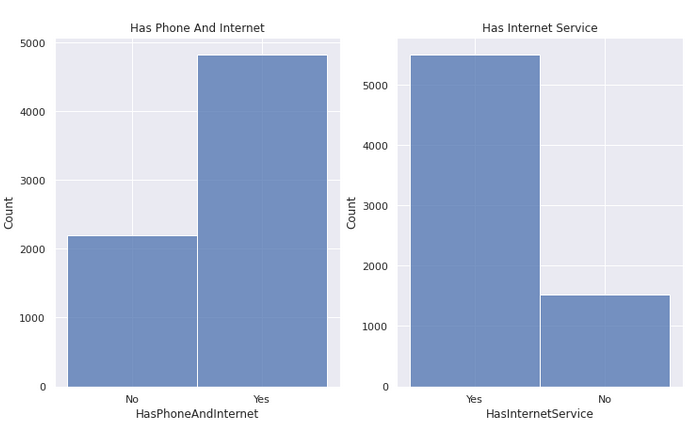 Has Phone And Internet
5000
4000
3000
2000
1000
0
Count
No Yes
HasPhoneAndInternet
Has Internet Service
5000
4000
3000
2000
1000
0
Count
Yes No
HasInternetService